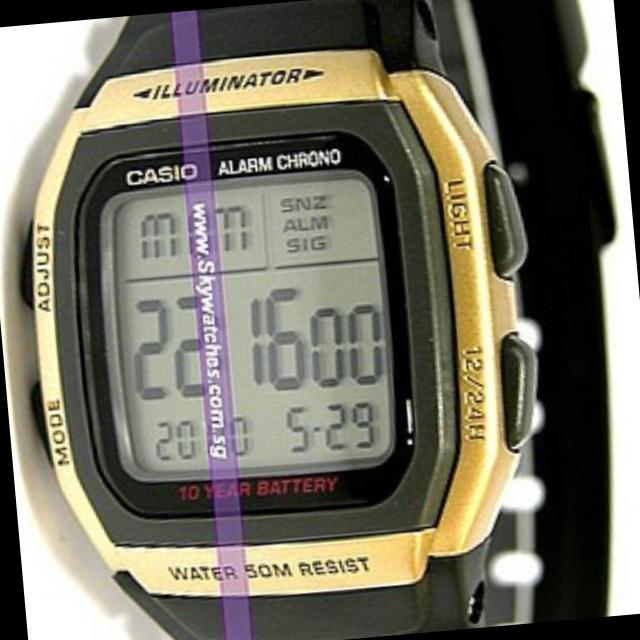 ILLUMINATOR
CASIO ALARM CHRONO
SNZ
ALM
SIG
LIGHT
ADJUST
www.Skywatches.com.sg
1600
12/24H
MODE
5-29
10 YEAR BATTERY
WATER 50M RESIST